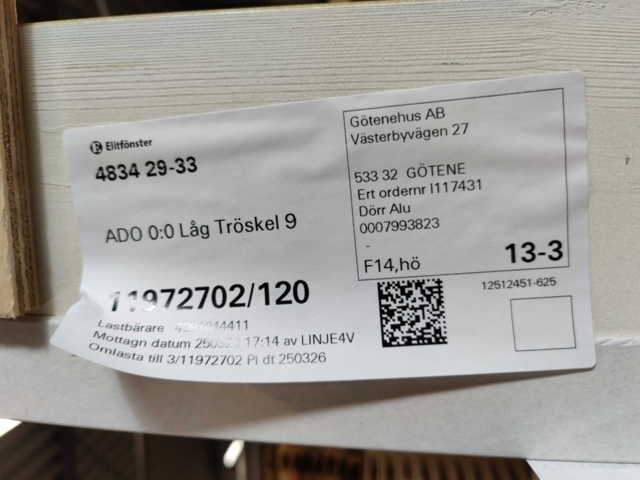 Elitfönster
4834 29-33
ADO 0:0 Låg Tröskel 9
11972702/120
Lastbärare
Mottagn datum 17:14 av LINJE4V
Omlasta till 3/11972702 Pl dt 250326
Götenehus AB
Västerbyvägen 27
533 32 GÖTENE
Ert ordernr I117431
Dörr Alu
0007993823
-
F14,hö
13-3
12512451-625